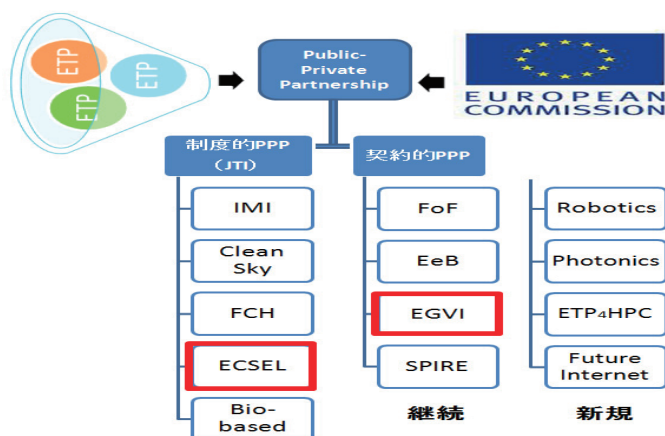 ETP
ETP
ETP
Public-
Private
Partnership
EUROPEAN
COMMISSION
制度的PPP
(JTI)
契約的PPP
IMI
Clean
Sky
FCH
ECSEL
Bio-
based
FoF
EeB
EGVI
SPIRE
継続
Robotics
Photonics
ETP4HPC
Future
Internet
新規